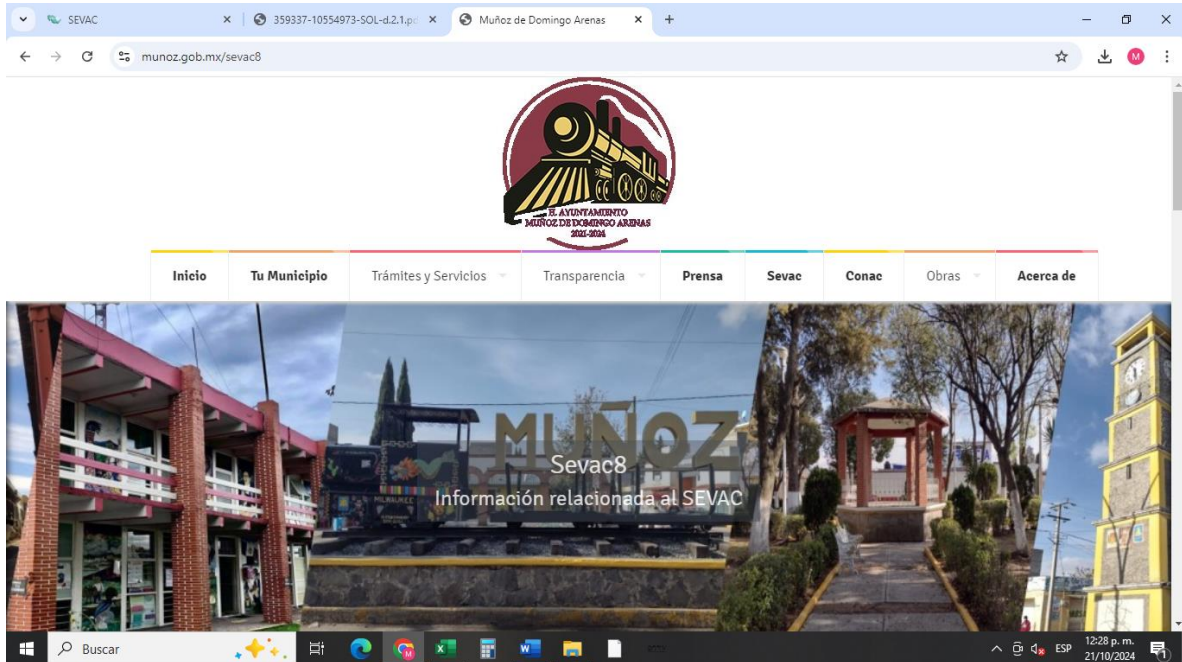 SEVAC
359337-10554973-SOL-d.2.1.pc
Muñoz de Domingo Arenas
munoz.gob.mx/sevac8
M
H. AYUNTAMIENTO
MUÑOZ DE DOMINGO ARENAS
2021-2024
Inicio Tu Municipio Trámites y Servicios Transparencia Prensa Sevac Conac Obras Acerca de
MUÑOZ
Sevac8
Información relacionada al SEVAC
Buscar
ESP
12:28 p. m.
21/10/2024